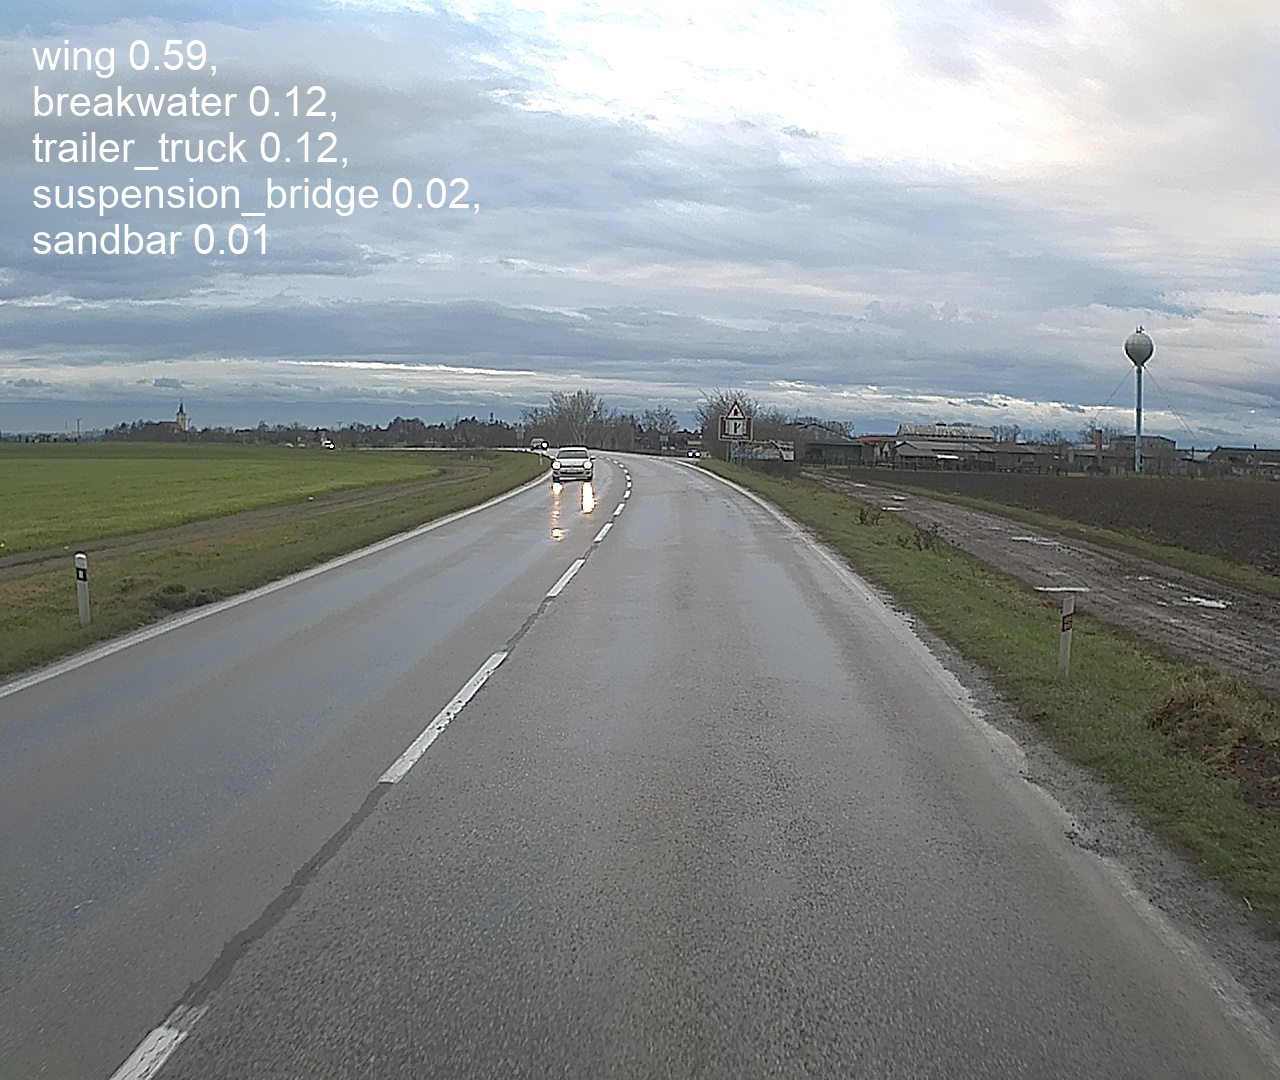 wing 0.59,
breakwater 0.12,
trailer_truck 0.12,
suspension_bridge 0.02,
sandbar 0.01